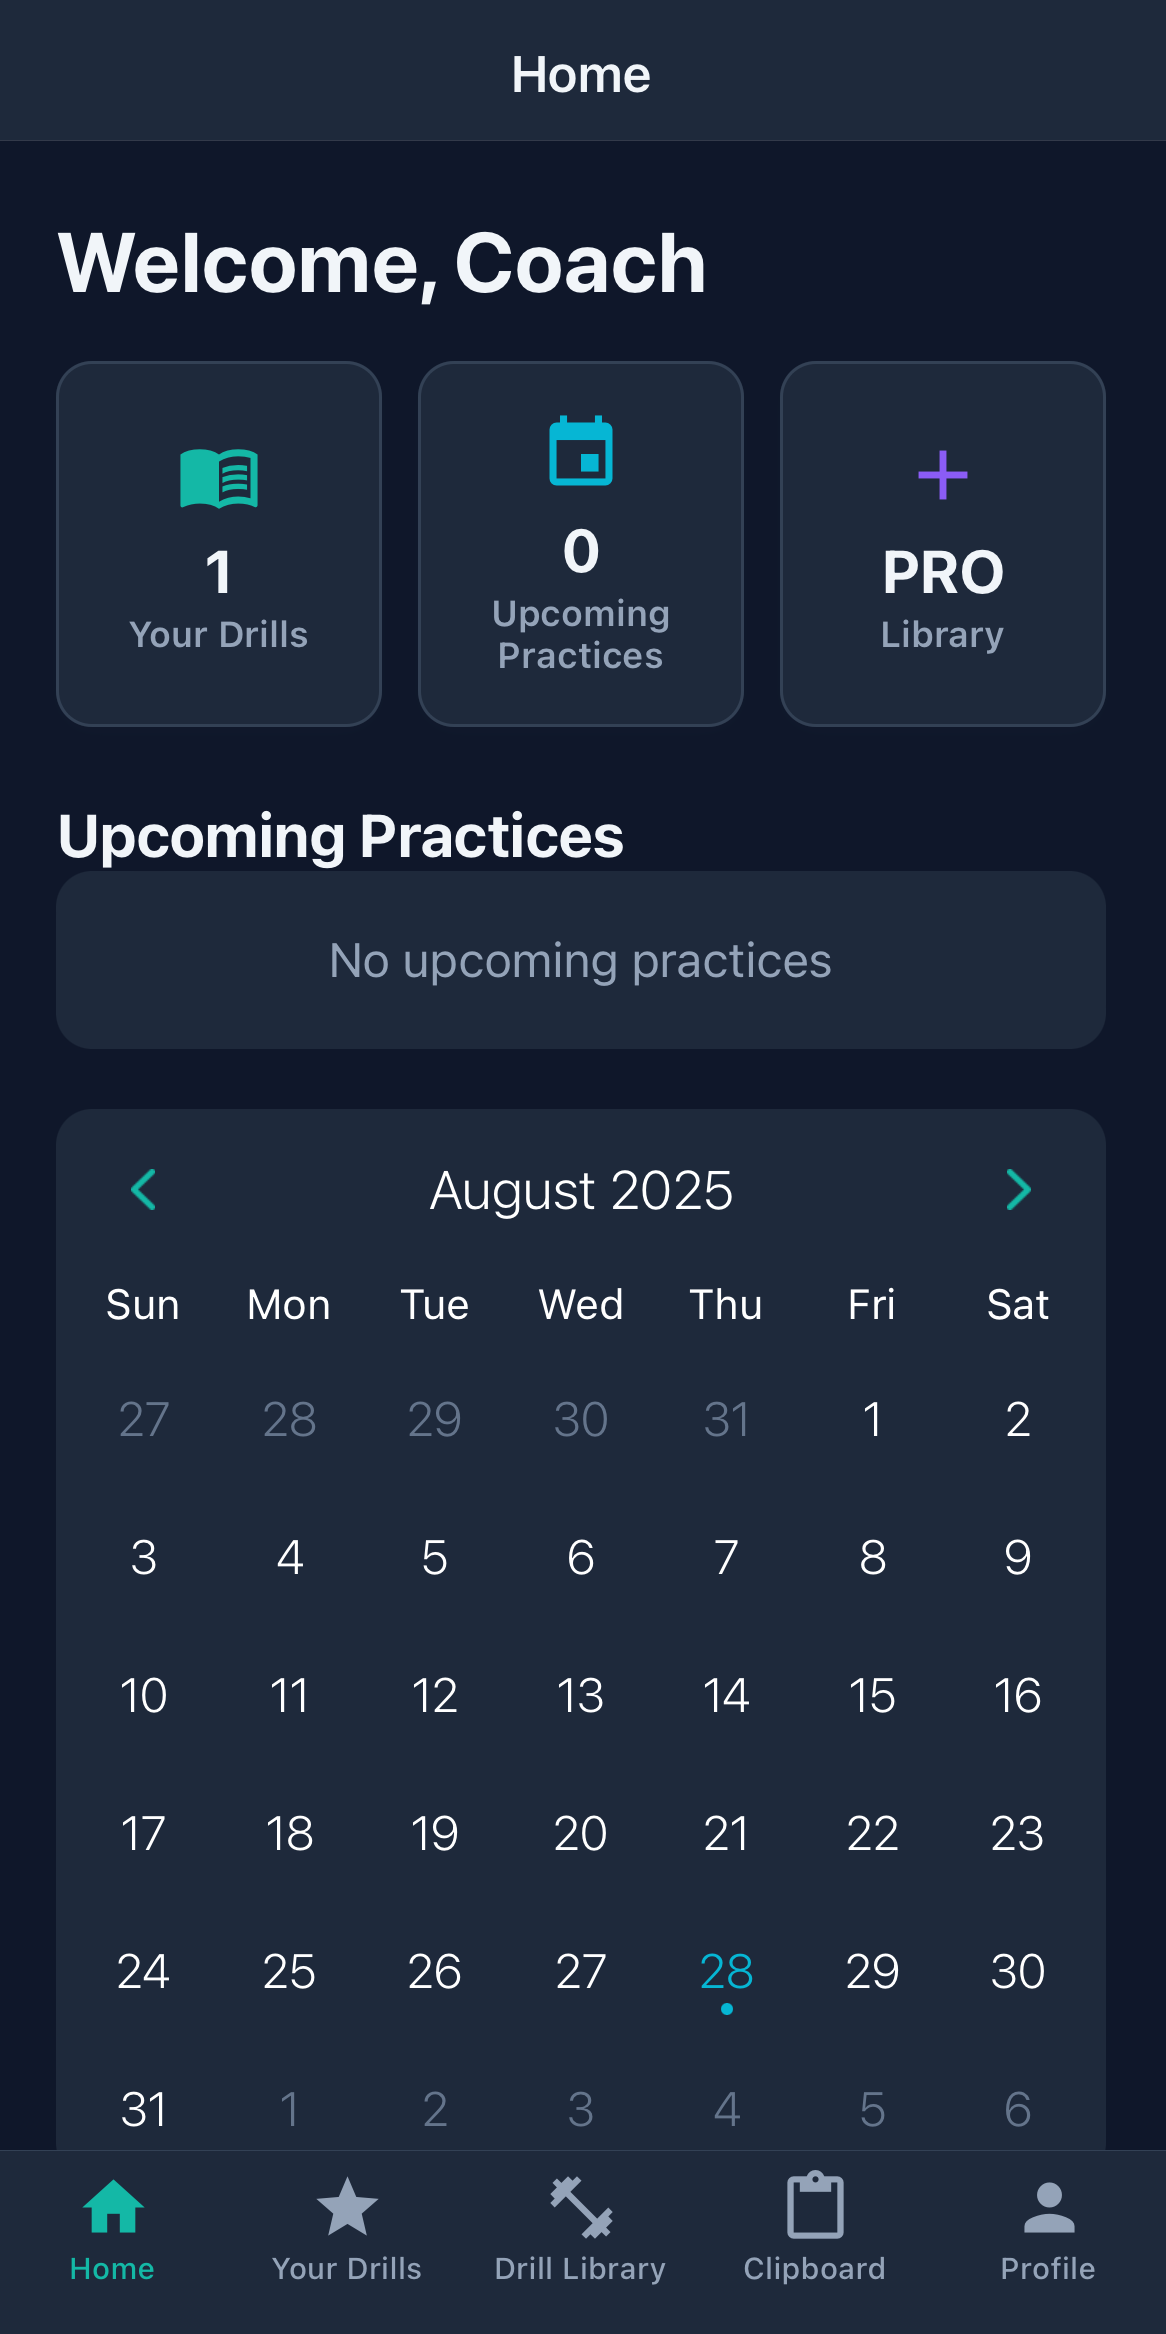 Home
Welcome, Coach
1
Your Drills
0
Upcoming
Practices
PRO
Library
Upcoming Practices
No upcoming practices
August 2025
Sun Mon Tue Wed Thu Fri Sat
27 28 29 30 31 1 2
3 4 5 6 7 8 9
10 11 12 13 14 15 16
17 18 19 20 21 22 23
24 25 26 27 28 29 30
31 1 2 3 4 5 6
Home Your Drills Drill Library Clipboard Profile